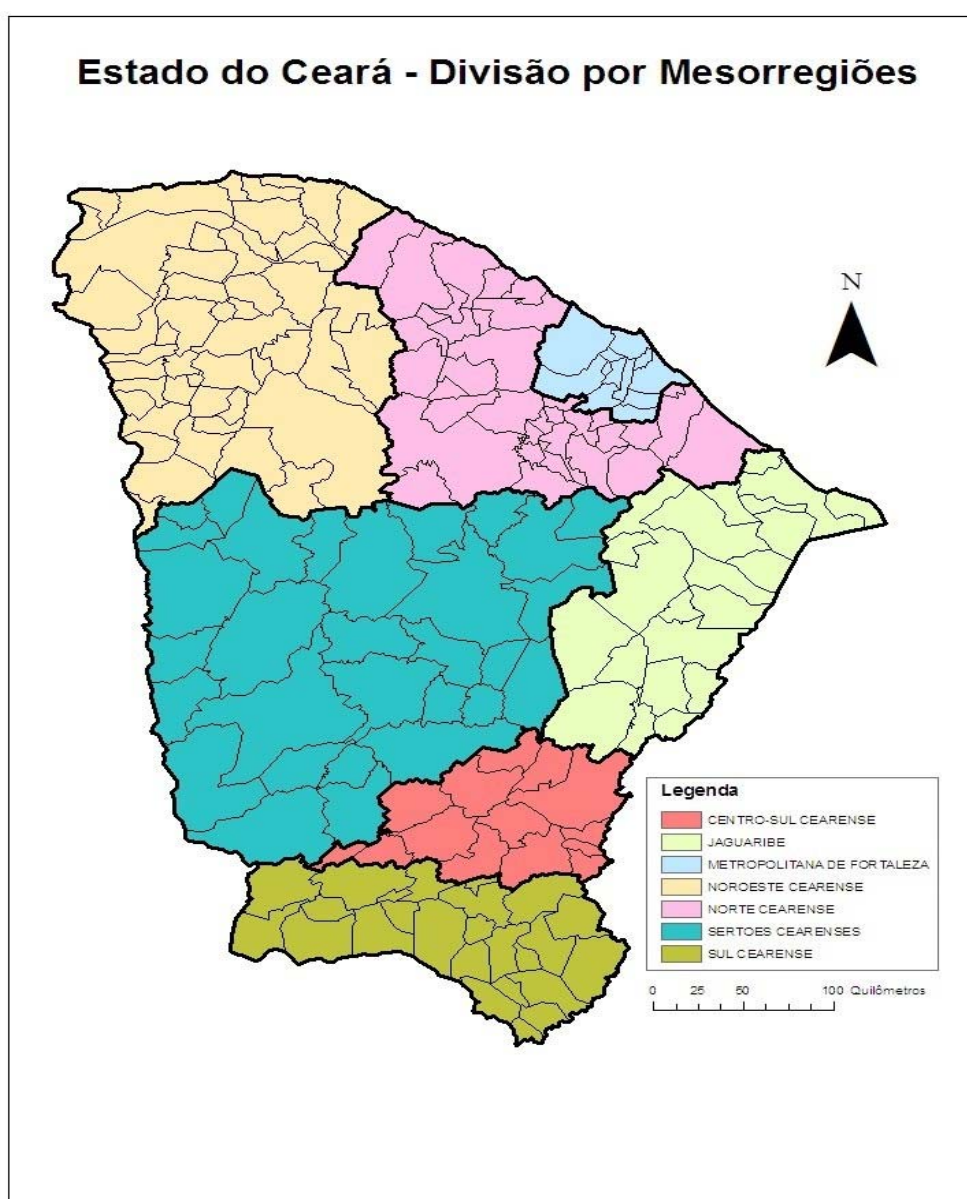 Estado do Ceará - Divisão por Mesorregiões
N
Legenda
CENTRO-SUL CEARENSE
JAGUARIBE
METROPOLITANA DE FORTALEZA
NOROESTE CEARENSE
NORTE CEARENSE
SERTOES CEARENSES
SUL CEARENSE
0 25 50 100 Quilômetros